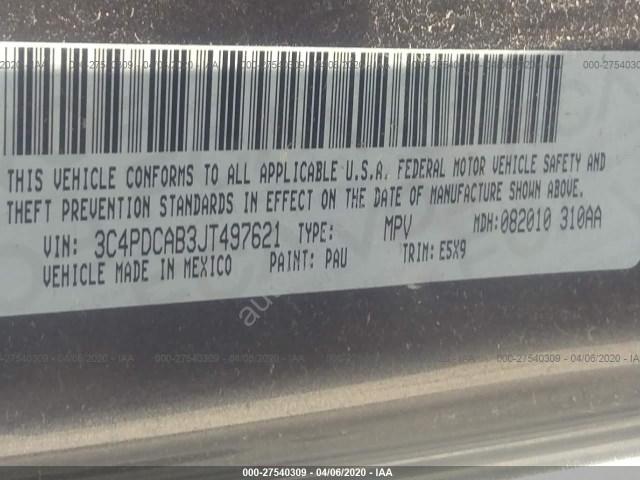 THIS VEHICLE CONFORMS TO ALL APPLICABLE U.S.A. FEDERAL MOTOR VEHICLE SAFETY AND
THEFT PREVENTION STANDARDS IN EFFECT ON THE DATE OF MANUFACTURE SHOWN ABOVE.
VIN: 3C4PDCAB3JT497621 TYPE: MPV MDH:082010 310AA
VEHICLE MADE IN MEXICO PAINT: PAU TRIM: E5X9
000-27540309 - 04/06/2020 - IAA